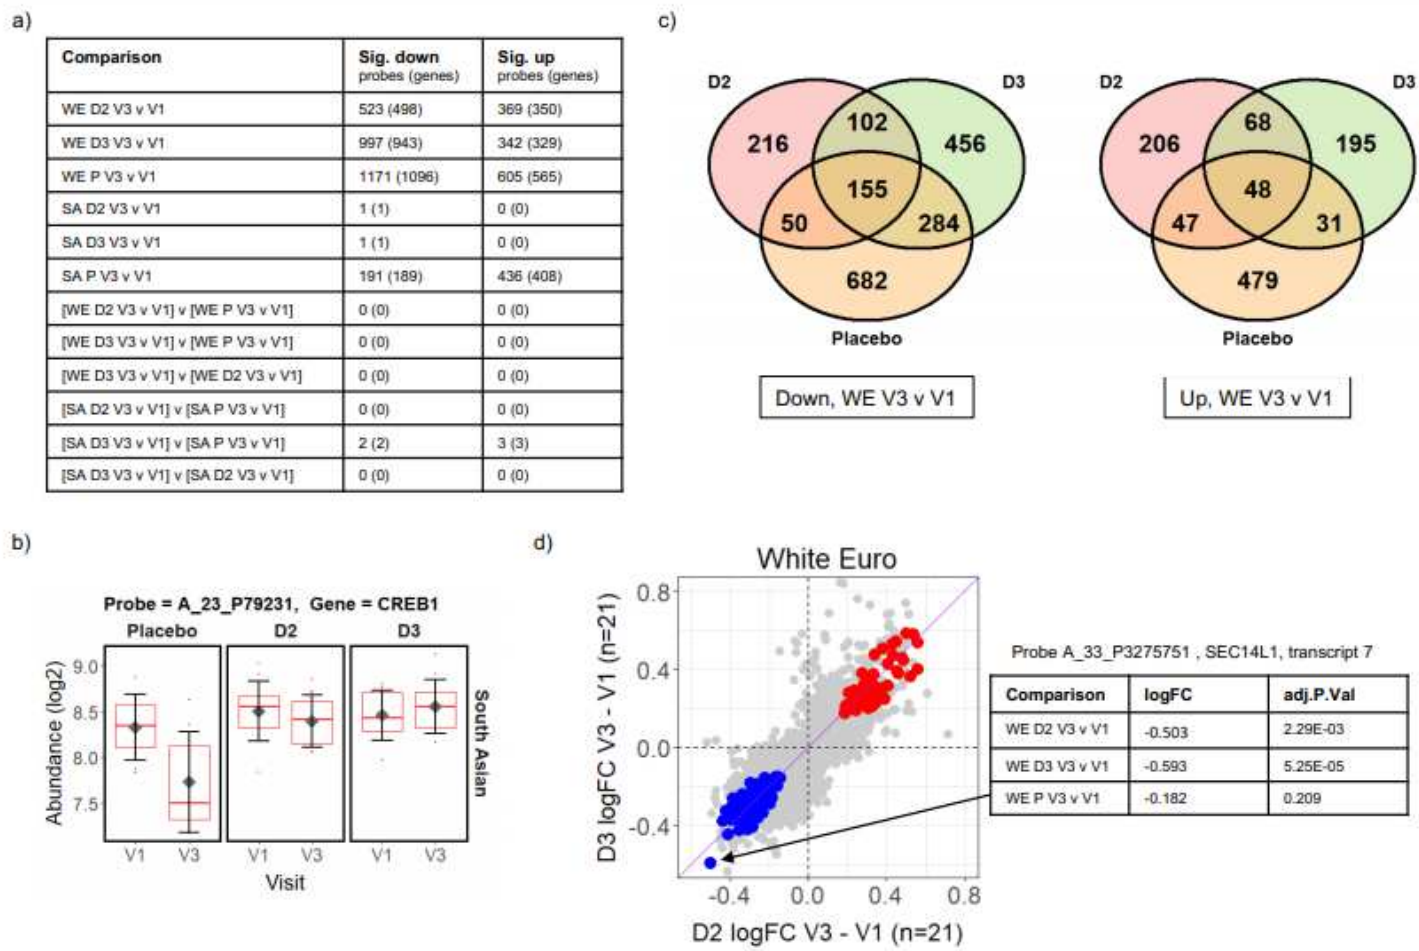 a)
Comparison Sig. down Sig. up
probes (genes) probes (genes)
WE D2 V3 v V1 523 (498) 369 (350)
WE D3 V3 v V1 997 (943) 342 (329)
WE P V3 v V1 1171 (1096) 605 (565)
SA D2 V3 v V1 1 (1) 0 (0)
SA D3 V3 v V1 1 (1) 0 (0)
SA P V3 v V1 191 (189) 436 (408)
[WE D2 V3 v V1] v [WE P V3 v V1] 0 (0) 0 (0)
[WE D3 V3 v V1] v [WE P V3 v V1] 0 (0) 0 (0)
[WE D3 V3 v V1] v [WE D2 V3 v V1] 0 (0) 0 (0)
[SA D2 V3 v V1] v [SA P V3 v V1] 0 (0) 0 (0)
[SA D3 V3 v V1] v [SA P V3 v V1] 2 (2) 3 (3)
[SA D3 V3 v V1] v [SA D2 V3 v V1] 0 (0) 0 (0)
c)
D2 D3
102
216 456
155
50 284
682
Placebo
Down, WE V3 v V1
D2 D3
68
206 195
48
47 31
479
Placebo
Up, WE V3 v V1
b)
Probe = A_23_P79231, Gene = CREB1
Placebo D2 D3
Abundance (log2)
9.0
8.5
8.0
7.5
South Asian
V1 V3 V1 V3 V1 V3
Visit
d)
White Euro
D3 logFC V3 - V1 (n=21)
0.8
0.4
0.0
-0.4
-0.4 0.0 0.4 0.8
D2 logFC V3 - V1 (n=21)
Probe A_33_P3275751 , SEC14L1, transcript 7
Comparison logFC adj.P.Val
WE D2 V3 v V1 -0.503 2.29E-03
WE D3 V3 v V1 -0.593 5.25E-05
WE P V3 v V1 -0.182 0.209